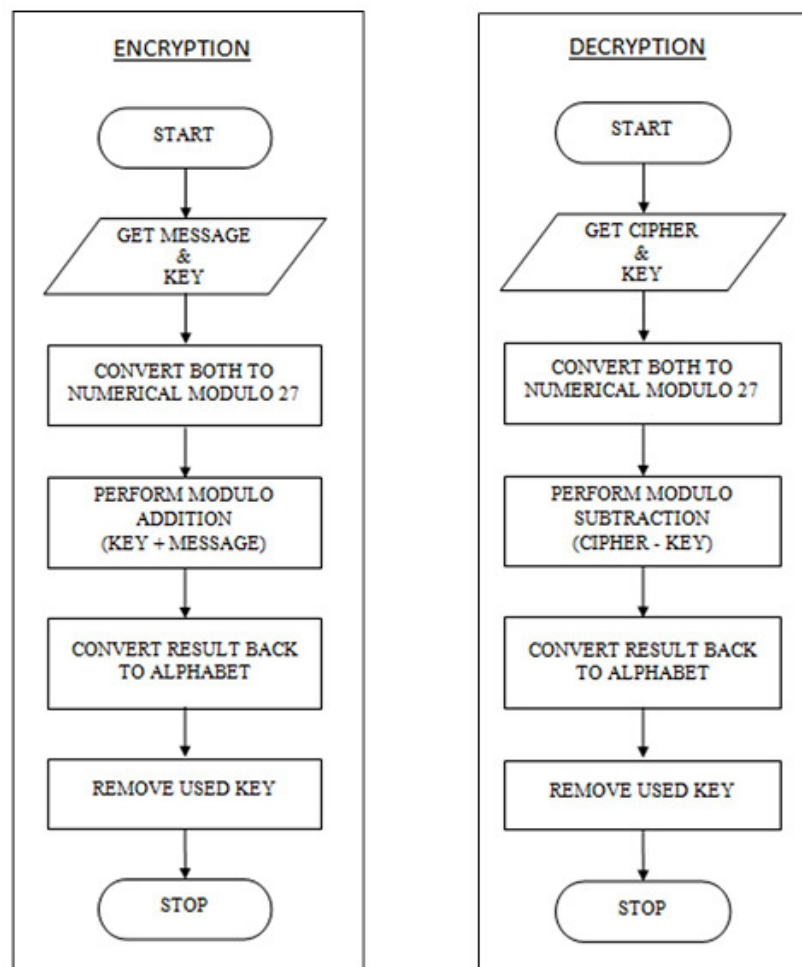 ENCRYPTION
START
GET MESSAGE
&
KEY
CONVERT BOTH TO
NUMERICAL MODULO 27
PERFORM MODULO
ADDITION
(KEY + MESSAGE)
CONVERT RESULT BACK
TO ALPHABET
REMOVE USED KEY
STOP
DECRYPTION
START
GET CIPHER
&
KEY
CONVERT BOTH TO
NUMERICAL MODULO 27
PERFORM MODULO
SUBTRACTION
(CIPHER - KEY)
CONVERT RESULT BACK
TO ALPHABET
REMOVE USED KEY
STOP